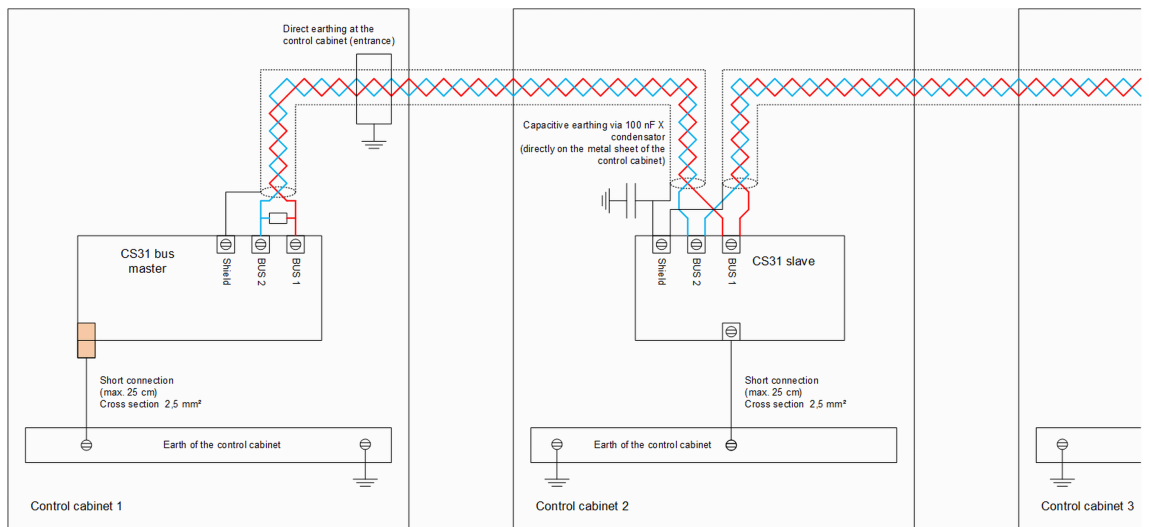 Direct earthing at the
control cabinet (entrance)
Capacitive earthing via 100 nF X
condensator
(directly on the metal sheet of the
control cabinet)
CS31 bus
master
Shield
BUS 2
BUS 1
Shield
BUS 2
BUS 1
CS31 slave
Short connection
(max. 25 cm)
Cross section 2,5 mm²
Short connection
(max. 25 cm)
Cross section 2,5 mm²
Earth of the control cabinet
Earth of the control cabinet
Control cabinet 1
Control cabinet 2
Control cabinet 3